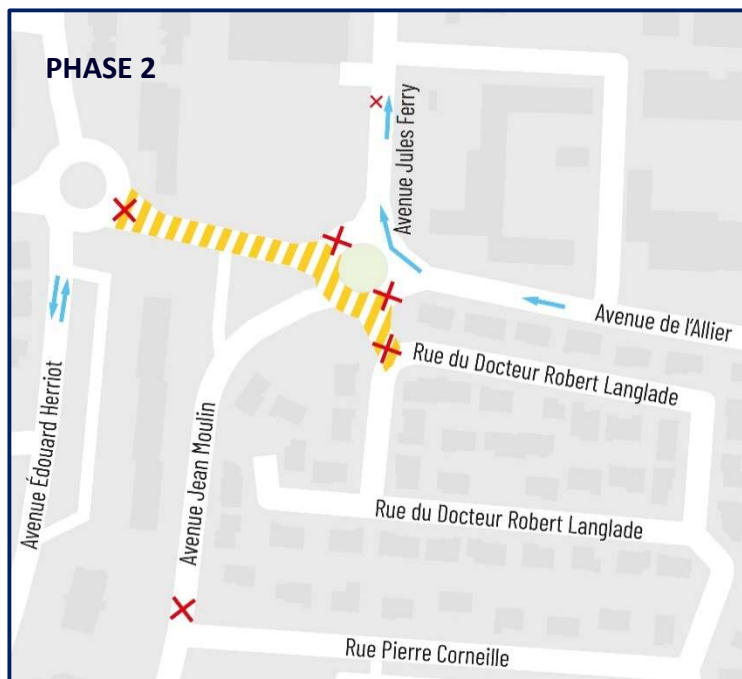 PHASE 2
Avenue Jules Ferry
Avenue de l'Allier
Rue du Docteur Robert Langlade
Avenue Édouard Herriot
Avenue Jean Moulin
Rue du Docteur Robert Langlade
Rue Pierre Corneille